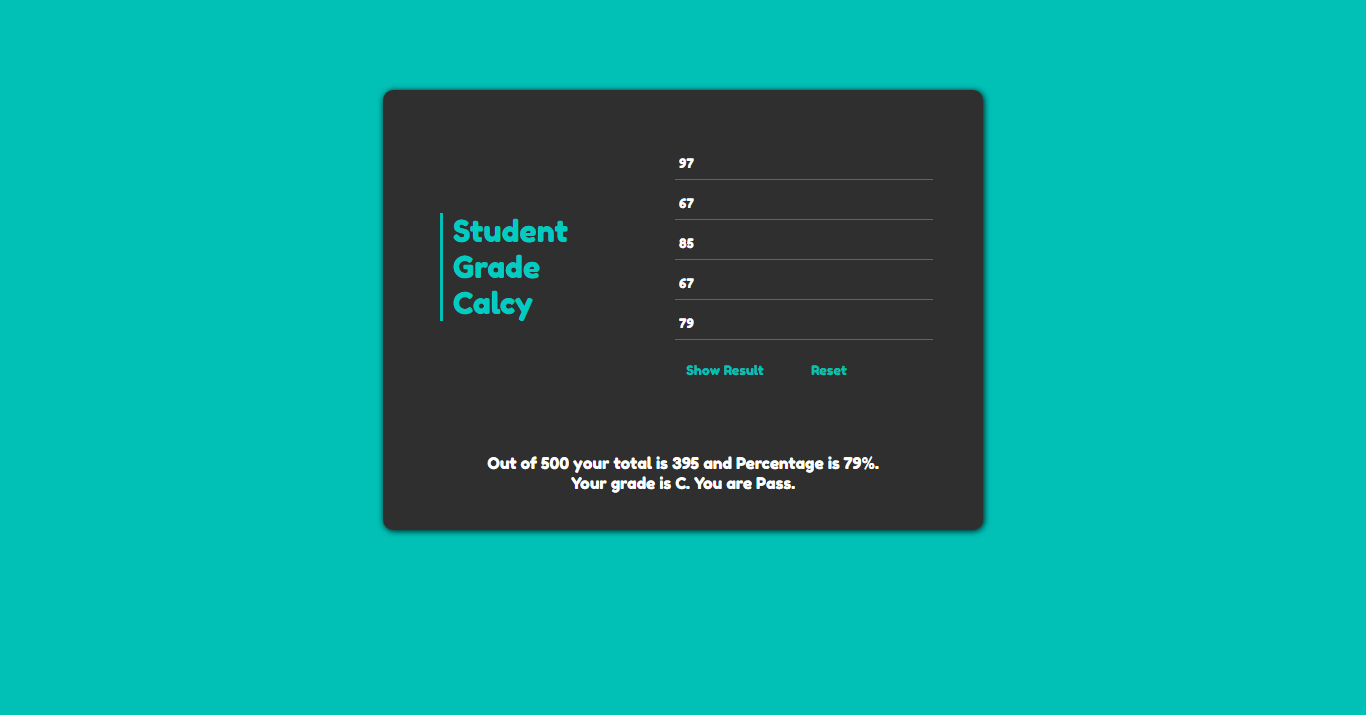 Student
Grade
Calcy
97
67
85
67
79
Show Result
Reset
Out of 500 your total is 395 and Percentage is 79%.
Your grade is C. You are Pass.